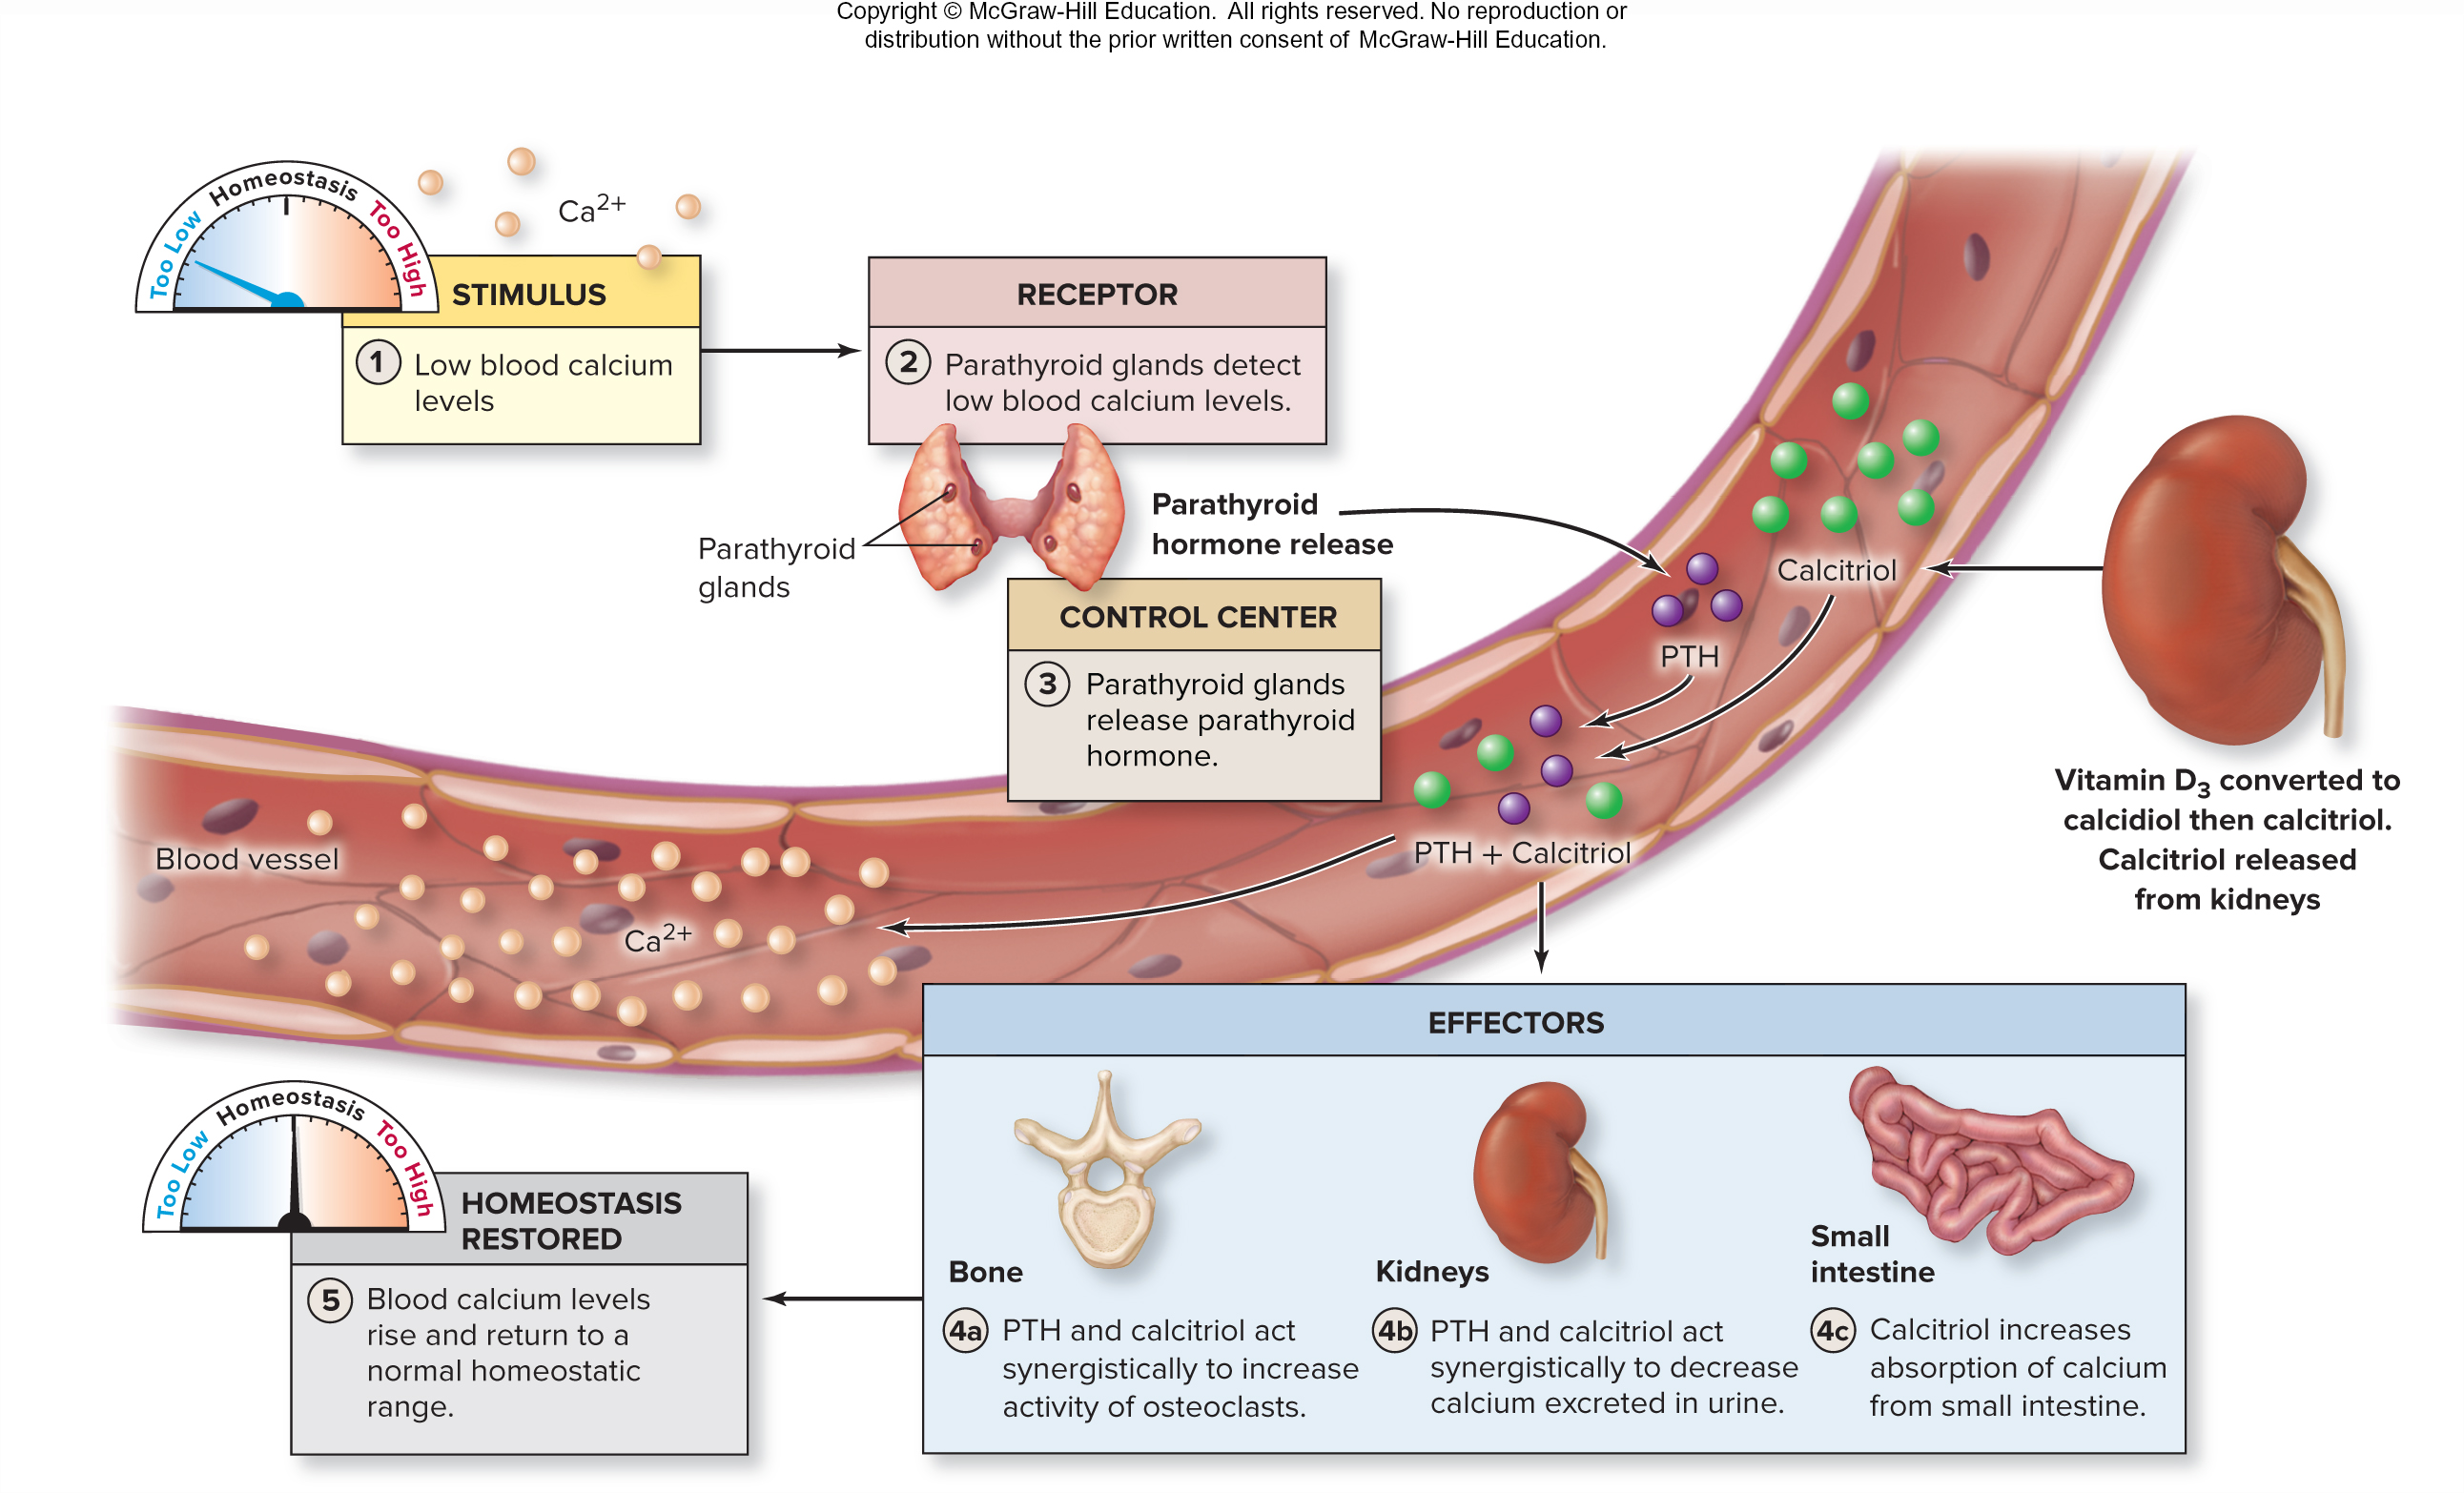 Copyright © McGraw-Hill Education. All rights reserved. No reproduction or
distribution without the prior written consent of McGraw-Hill Education.
Too Low Homeostasis Too High
Ca2+
STIMULUS
1 Low blood calcium
levels
RECEPTOR
2 Parathyroid glands detect
low blood calcium levels.
Parathyroid
glands
Parathyroid
hormone release
CONTROL CENTER
3 Parathyroid glands
release parathyroid
hormone.
PTH
Calcitriol
Vitamin D3 converted to
calcidiol then calcitriol.
Calcitriol released
from kidneys
PTH + Calcitriol
Blood vessel
Ca2+
EFFECTORS
Bone
4a PTH and calcitriol act
synergistically to increase
activity of osteoclasts.
Kidneys
4b PTH and calcitriol act
synergistically to decrease
calcium excreted in urine.
Small
intestine
4c Calcitriol increases
absorption of calcium
from small intestine.
Too Low Homeostasis Too High
HOMEOSTASIS
RESTORED
5 Blood calcium levels
rise and return to a
normal homeostatic
range.